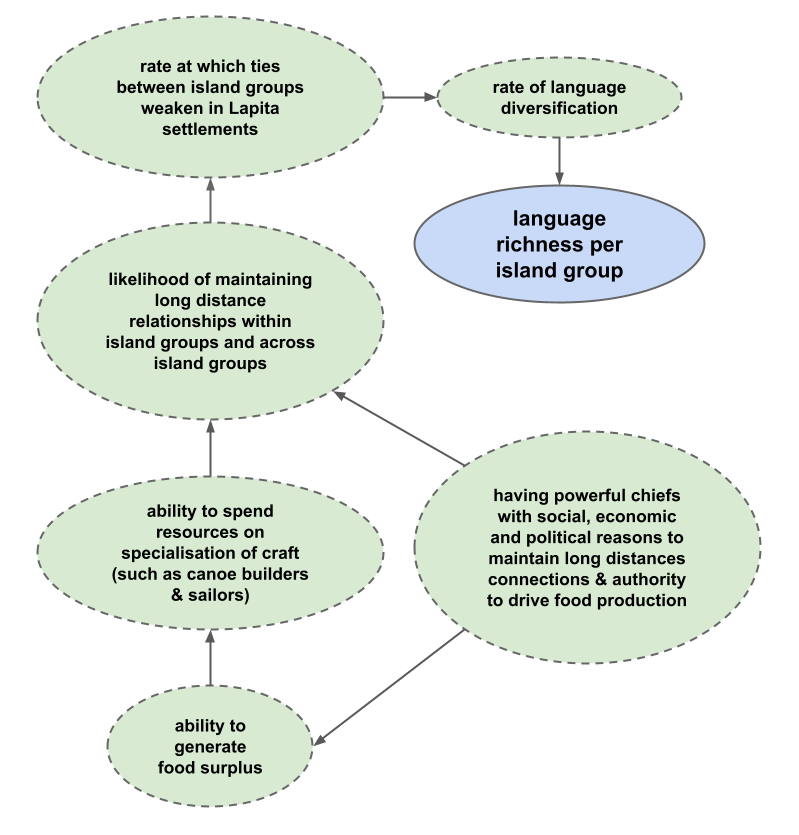 rate at which ties
between island groups
weaken in Lapita
settlements
rate of language
diversification
language
richness per
island group
likelihood of maintaining
long distance
relationships within
island groups and across
island groups
ability to spend
resources on
specialisation of craft
(such as canoe builders
& sailors)
having powerful chiefs
with social, economic
and political reasons to
maintain long distances
connections & authority
to drive food production
ability to
generate
food surplus